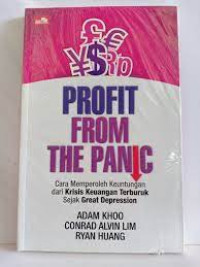 £€
¥$RP
PROFIT
FROM
THE PANIC
Cara Memperoleh Keuntungan
dari Krisis Keuangan Terburuk
Sejak Great Depression
ADAM KHOO
CONRAD ALVIN LIM
RYAN HUANG